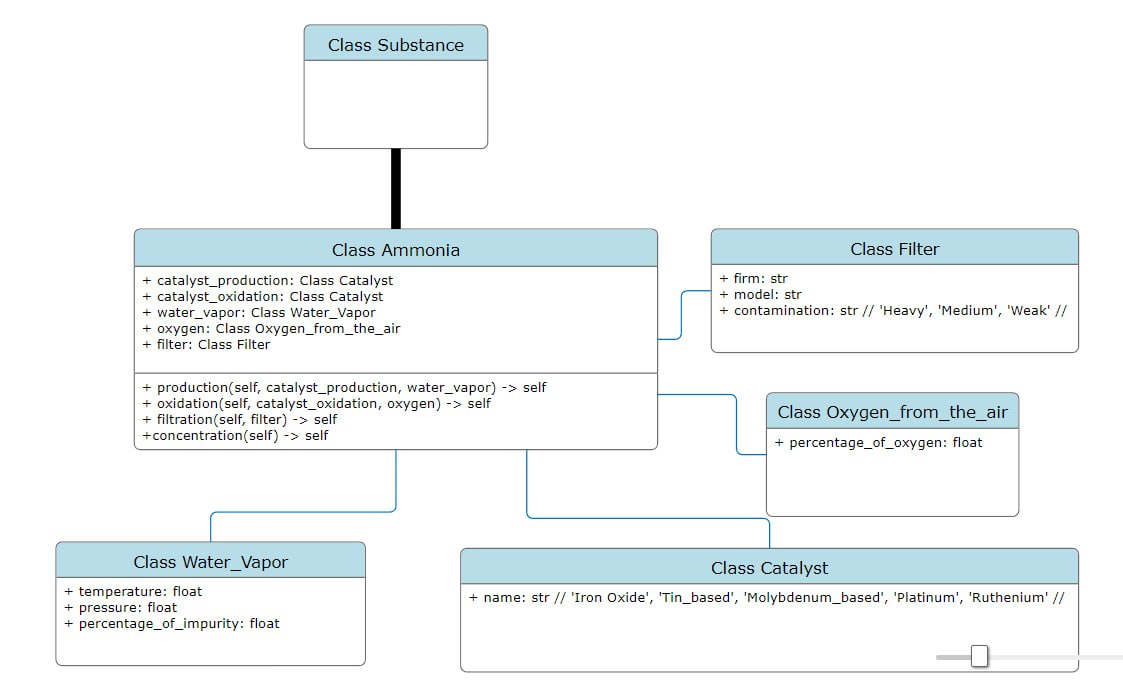 Class Substance
Class Ammonia
+ catalyst_production: Class Catalyst
+ catalyst_oxidation: Class Catalyst
+ water_vapor: Class Water_Vapor
+ oxygen: Class Oxygen_from_the_air
+ filter: Class Filter
+ production(self, catalyst_production, water_vapor) -> self
+ oxidation(self, catalyst_oxidation, oxygen) -> self
+ filtration(self, filter) -> self
+concentration(self) -> self
Class Filter
+ firm: str
+ model: str
+ contamination: str // 'Heavy', 'Medium', 'Weak' //
Class Oxygen_from_the_air
+ percentage_of_oxygen: float
Class Water_Vapor
+ temperature: float
+ pressure: float
+ percentage_of_impurity: float
Class Catalyst
+ name: str // 'Iron Oxide', 'Tin_based', 'Molybdenum_based', 'Platinum', 'Ruthenium' //